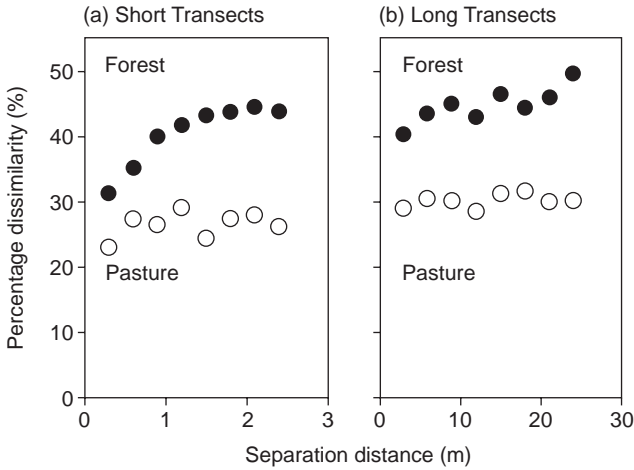 (a) Short Transects
(b) Long Transects
Percentage dissimilarity (%)
50
40
30
20
10
0
Forest
Pasture
Forest
Pasture
0 1 2 3
0 10 20 30
Separation distance (m)